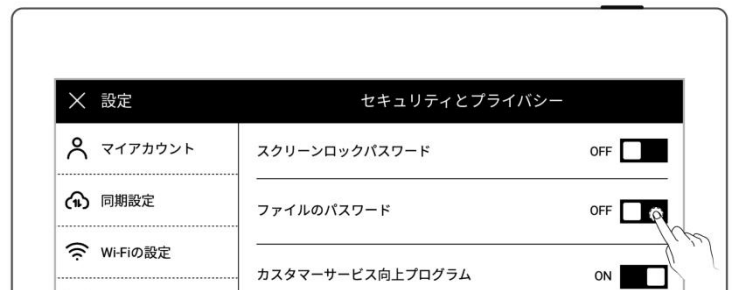 設定
セキュリティとプライバシー
マイアカウント
スクリーンロックパスワード OFF
同期設定
ファイルのパスワード OFF
Wi-Fiの設定
カスタマーサービス向上プログラム ON